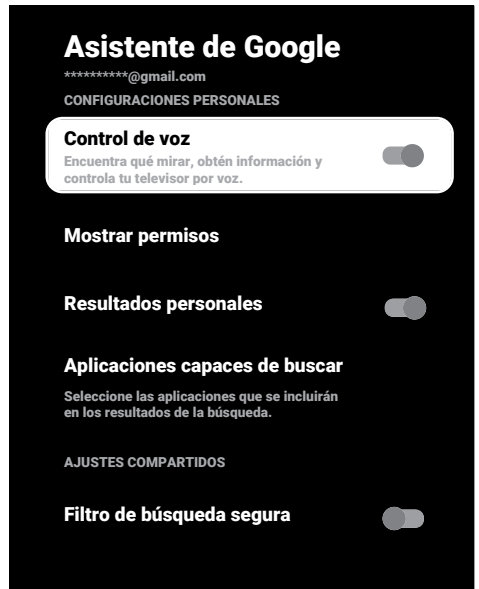 Asistente de Google
**********@gmail.com
CONFIGURACIONES PERSONALES
Control de voz
Encuentra qué mirar, obtén información y
controla tu televisor por voz.
Mostrar permisos
Resultados personales
Aplicaciones capaces de buscar
Seleccione las aplicaciones que se incluirán
en los resultados de la búsqueda.
AJUSTES COMPARTIDOS
Filtro de búsqueda segura